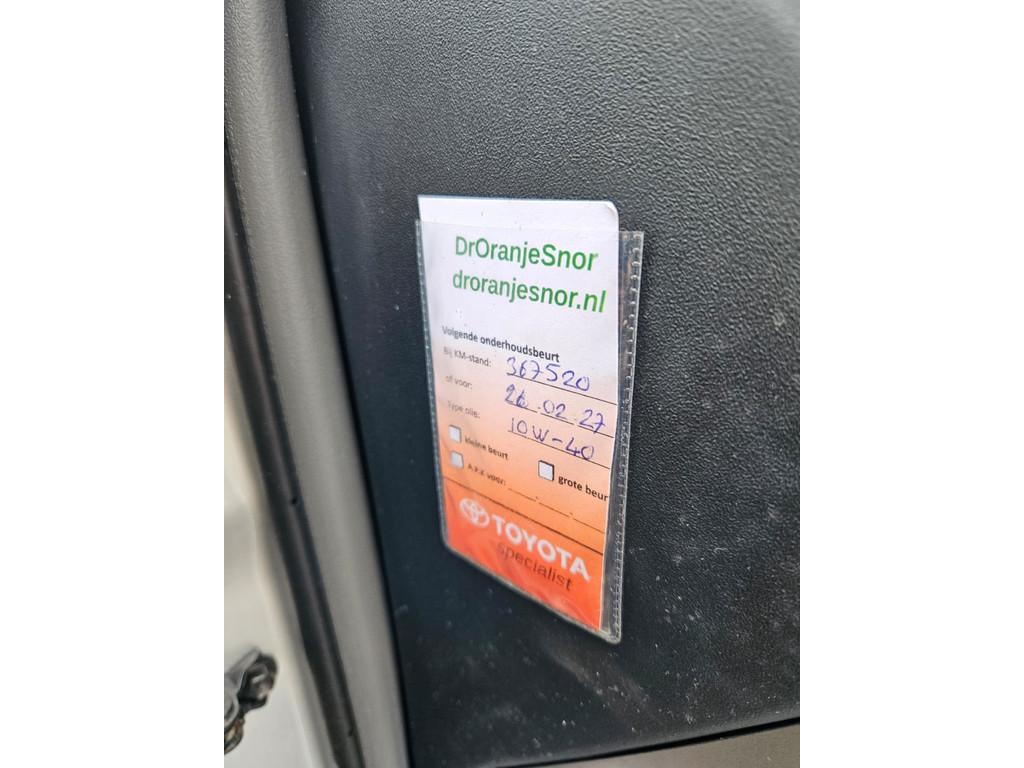 DrOranjeSnor
droranjesnor.nl
Volgende onderhoudsbeurt
Bij KM-stand: 367520
of voor: 26.02.27
Type olie: 10W-40
kleine beurt grote beur
A.P.K voor:
TOYOTA
specialist